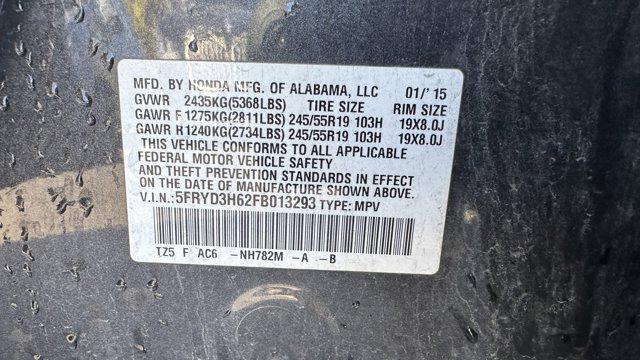 MFD. BY HONDA MFG. OF ALABAMA, LLC 01/'15
GVWR 2435KG(5368LBS) TIRE SIZE RIM SIZE
GAWR F 1275KG(2811LBS) 245/55R19 103H 19X8.0J
GAWR R 1240KG(2734LBS) 245/55R19 103H 19X8.0J
THIS VEHICLE CONFORMS TO ALL APPLICABLE
FEDERAL MOTOR VEHICLE SAFETY
AND THEFT PREVENTION STANDARDS IN EFFECT
ON THE DATE OF MANUFACTURE SHOWN ABOVE.
V.I.N.:5FRYD3H62FB013293 TYPE: MPV
TZ5 F AC6 -NH782M -A -B